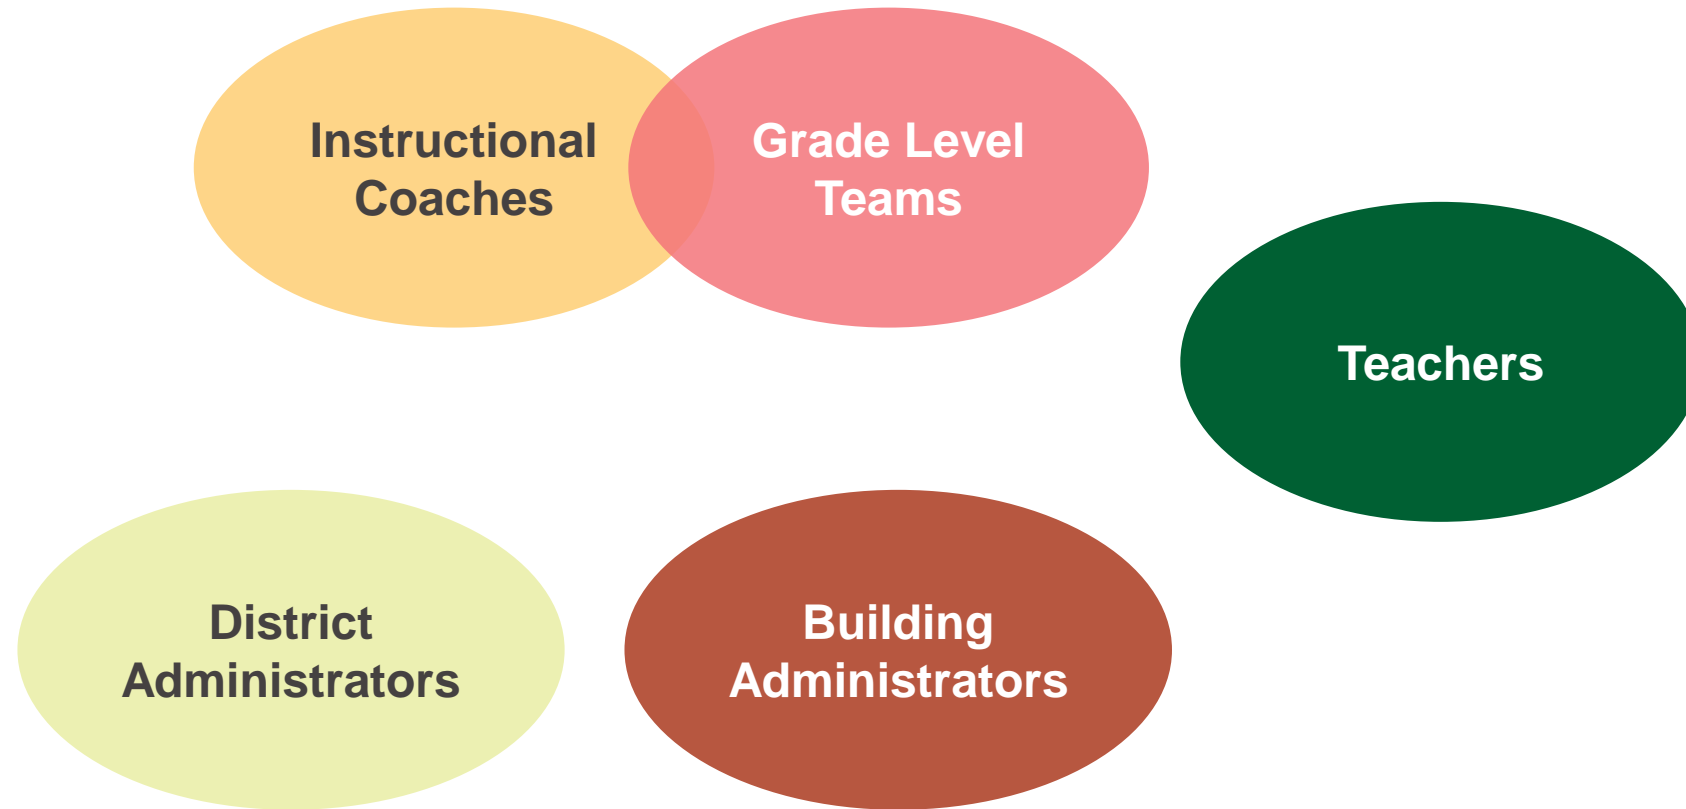 Instructional
Coaches
Grade Level
Teams
Teachers
District
Administrators
Building
Administrators